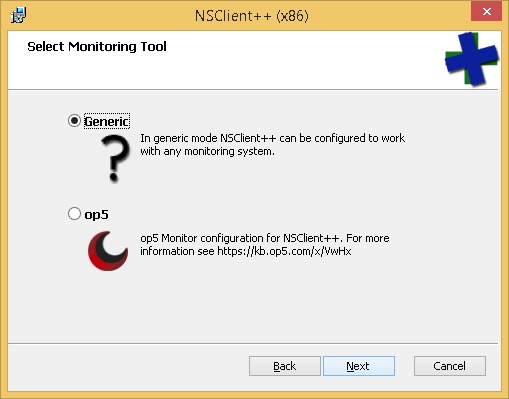 NSClient++ (x86)
Select Monitoring Tool
Generic
In generic mode NSClient++ can be configured to work
with any monitoring system.
op5
op5 Monitor configuration for NSClient++. For more
information see https://kb.op5.com/x/VwHx
Back
Next
Cancel